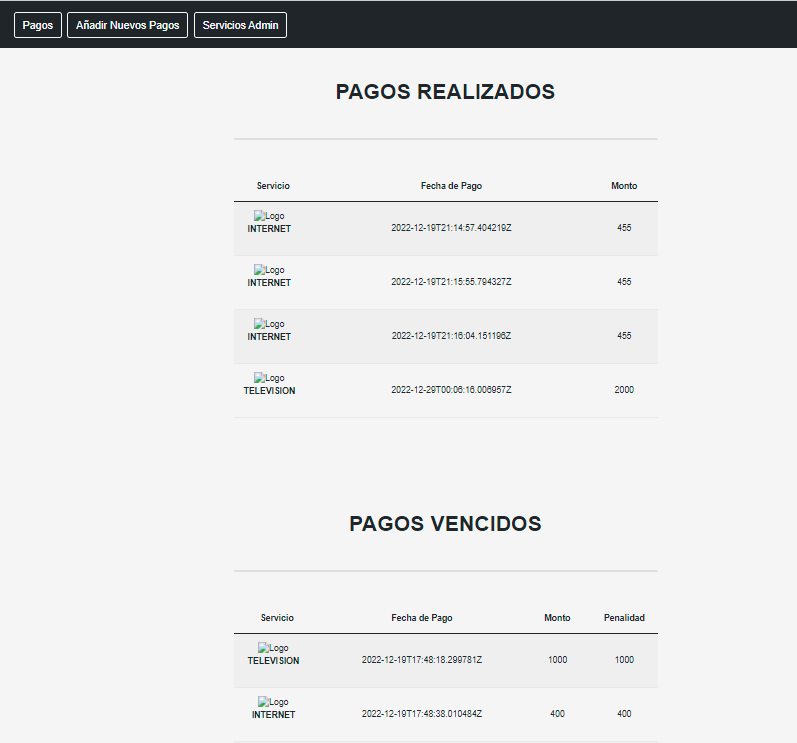 Pagos Añadir Nuevos Pagos Servicios Admin
PAGOS REALIZADOS
Servicio Fecha de Pago Monto
Logo
INTERNET 2022-12-19T21:14:57.404219Z 455
Logo
INTERNET 2022-12-19T21:15:55.794327Z 455
Logo
INTERNET 2022-12-19T21:16:04.151196Z 455
Logo
TELEVISION 2022-12-29T00:06:16.006957Z 2000
PAGOS VENCIDOS
Servicio Fecha de Pago Monto Penalidad
Logo
TELEVISION 2022-12-19T17:48:18.299781Z 1000 1000
Logo
INTERNET 2022-12-19T17:48:38.010484Z 400 400